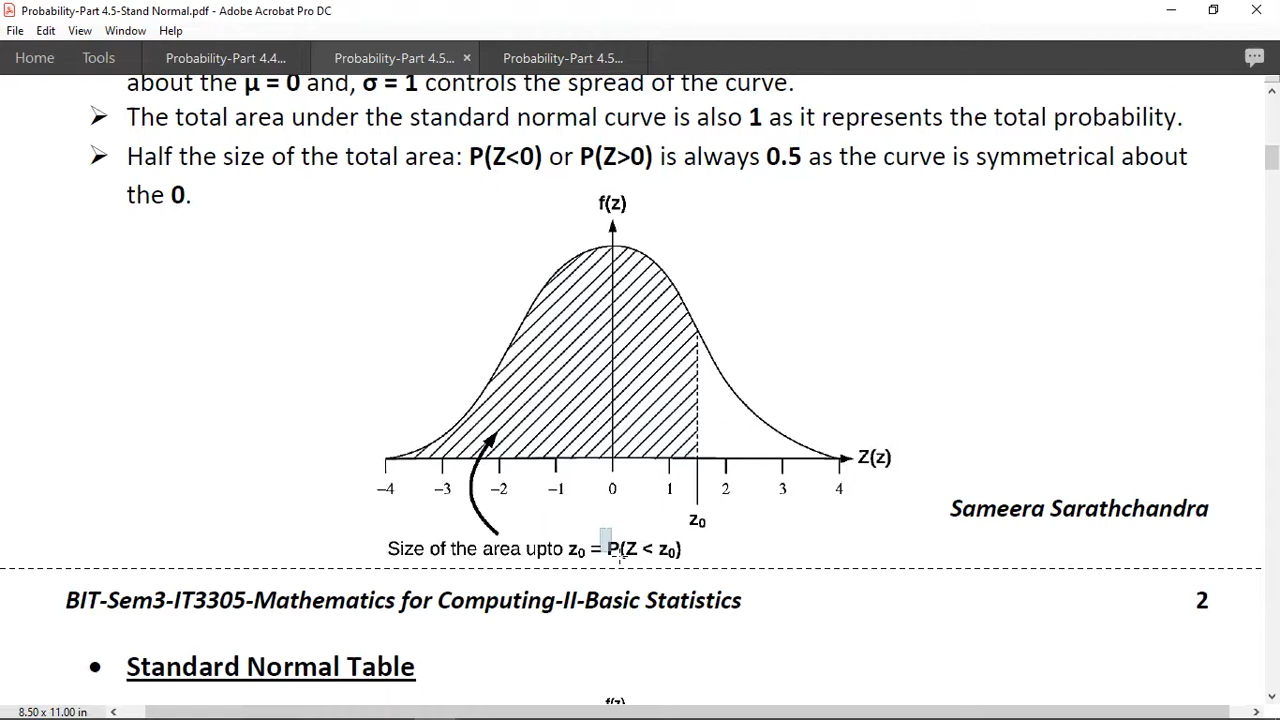 Probability-Part 4.5-Stand Normal.pdf - Adobe Acrobat Pro DC
File Edit View Window Help
Home Tools Probability-Part 4.4... Probability-Part 4.5... × Probability-Part 4.5...
about the μ = 0 and, σ = 1 controls the spread of the curve.
➢ The total area under the standard normal curve is also 1 as it represents the total probability.
➢ Half the size of the total area: P(Z<0) or P(Z>0) is always 0.5 as the curve is symmetrical about
the 0.
f(z)
Z(z)
–4 –3 –2 –1 0 1 2 3 4
z₀
Sameera Sarathchandra
Size of the area upto z₀ = P(Z < z₀)
BIT-Sem3-IT3305-Mathematics for Computing-II-Basic Statistics 2
• Standard Normal Table
f(z)
8.50 x 11.00 in